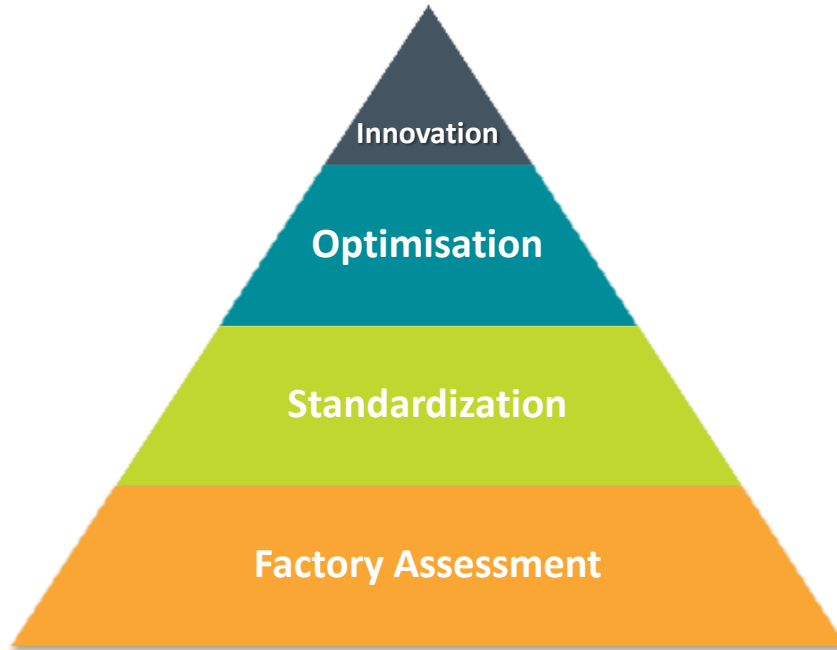 Innovation
Optimisation
Standardization
Factory Assessment